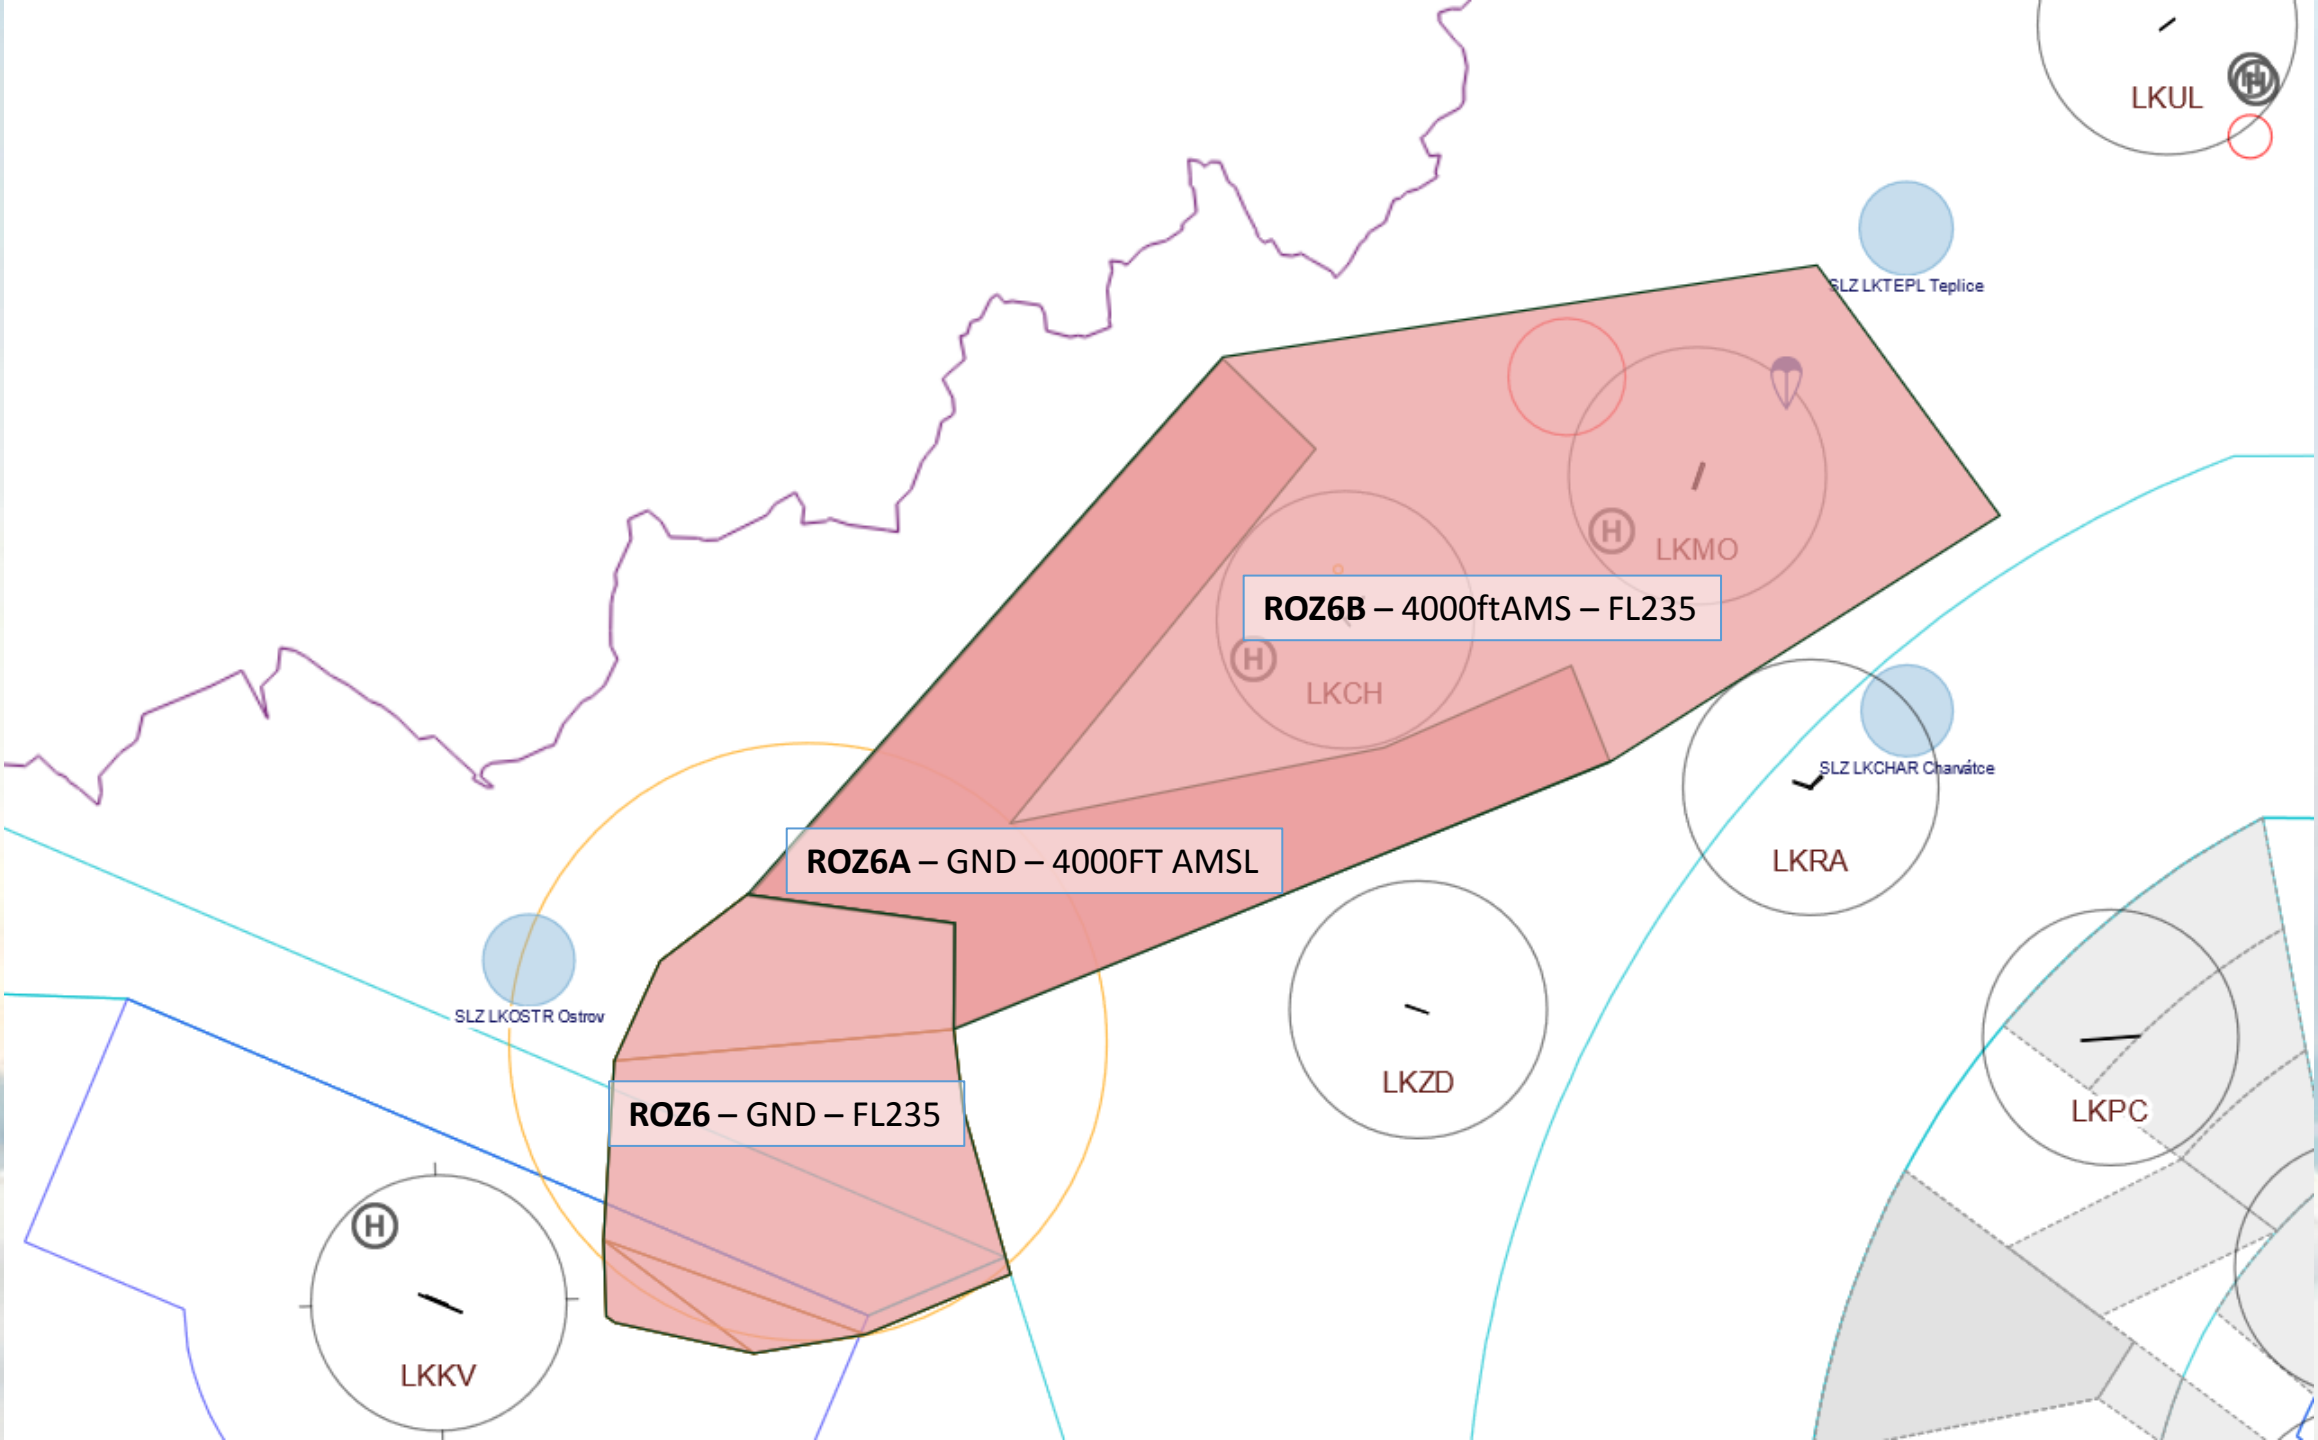 LKUL
H
SLZ LKTEPL Teplice
H
LKMO
ROZ6B – 4000ftAMS – FL235
H
LKCH
SLZ LKCHAR Charvátce
ROZ6A – GND – 4000FT AMSL
LKRA
SLZ LKOSTR Ostrov
LKZD
ROZ6 – GND – FL235
LKPC
H
LKKV